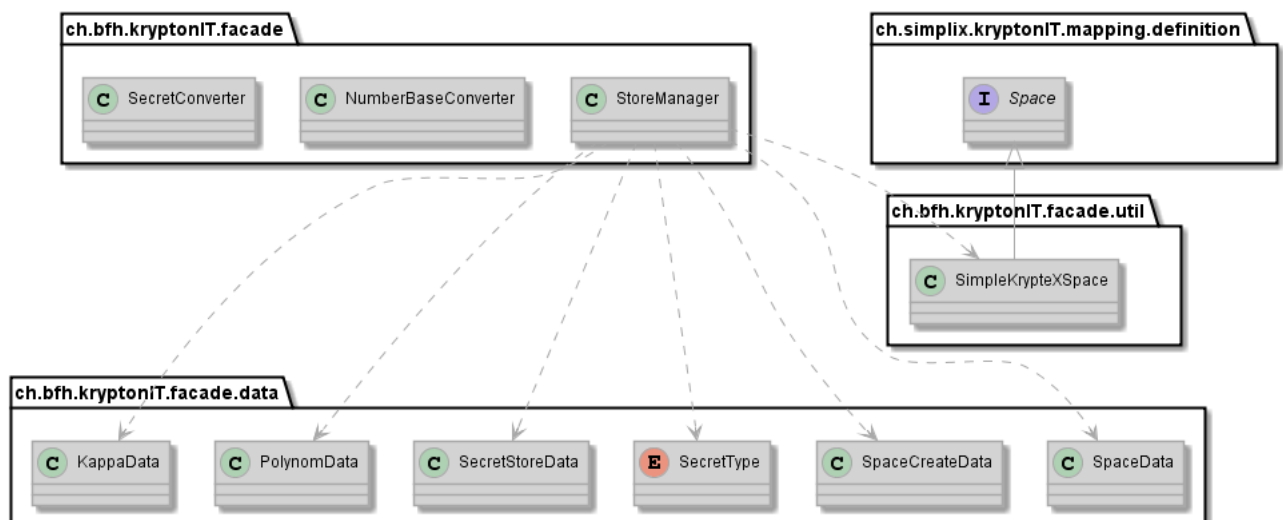 ch.bfh.kryptonIT.facade
C SecretConverter
C NumberBaseConverter
C StoreManager
ch.simplix.kryptonIT.mapping.definition
I Space
ch.bfh.kryptonIT.facade.util
C SimpleKrypteXSpace
ch.bfh.kryptonIT.facade.data
C KappaData
C PolynomData
C SecretStoreData
E SecretType
C SpaceCreateData
C SpaceData